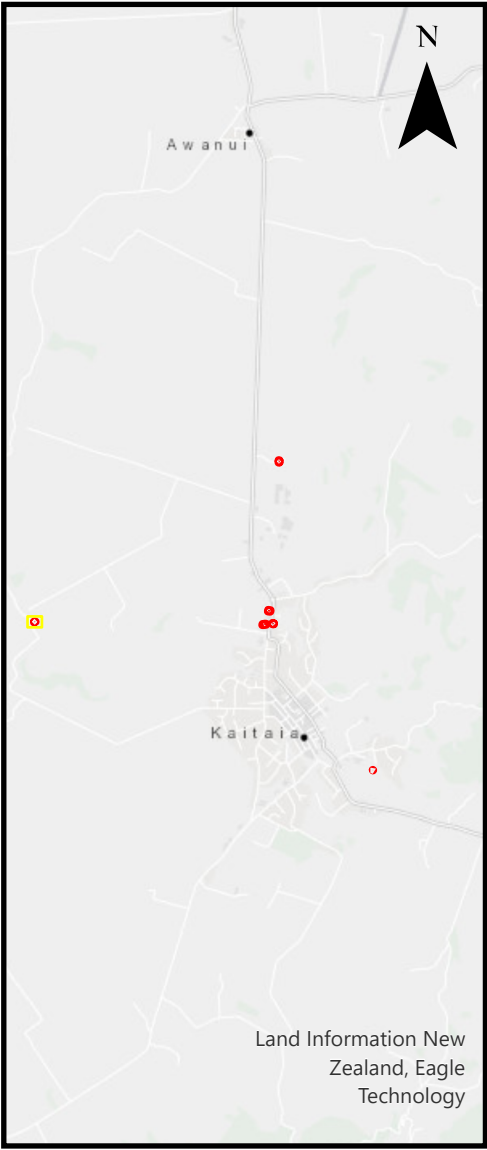 N
Awanui
Kaitaia
Land Information New
Zealand, Eagle
Technology